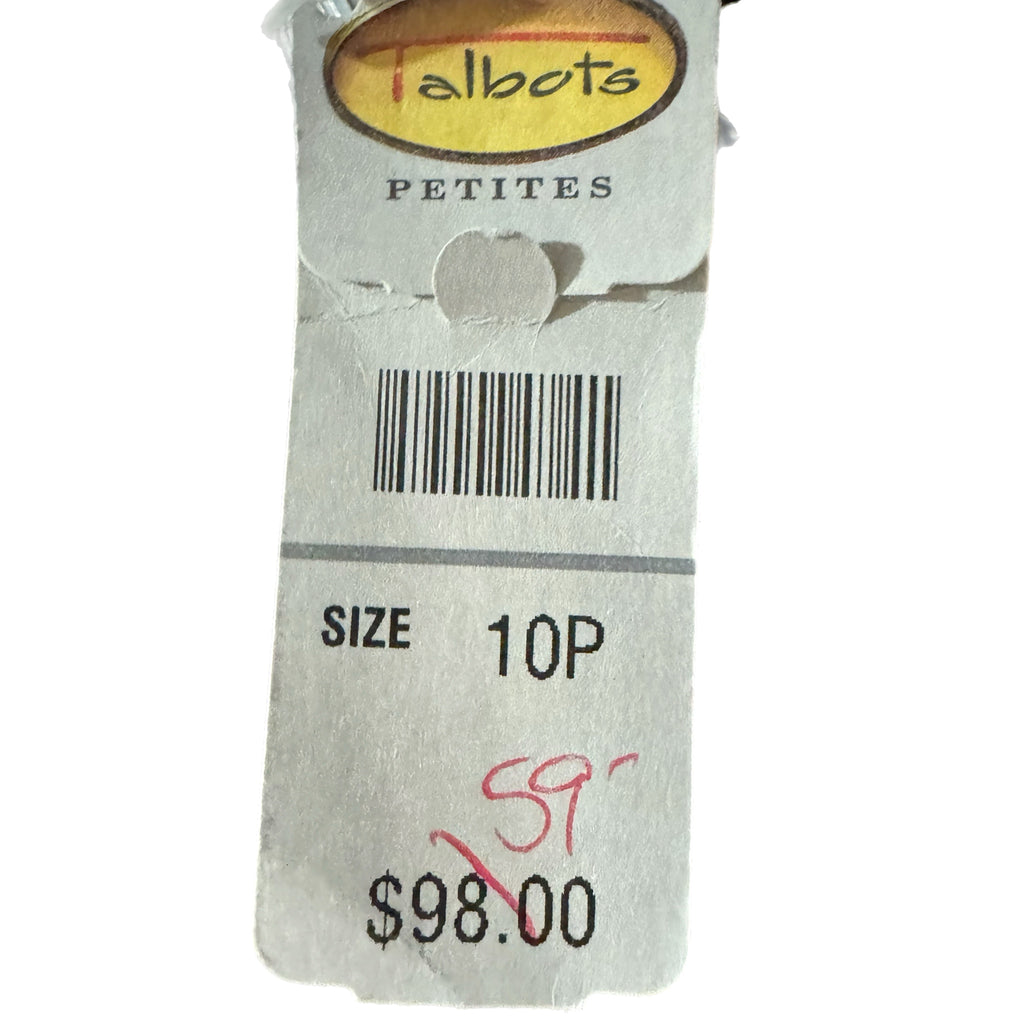 Talbots
PETITES
SIZE 10P
59-
$98.00